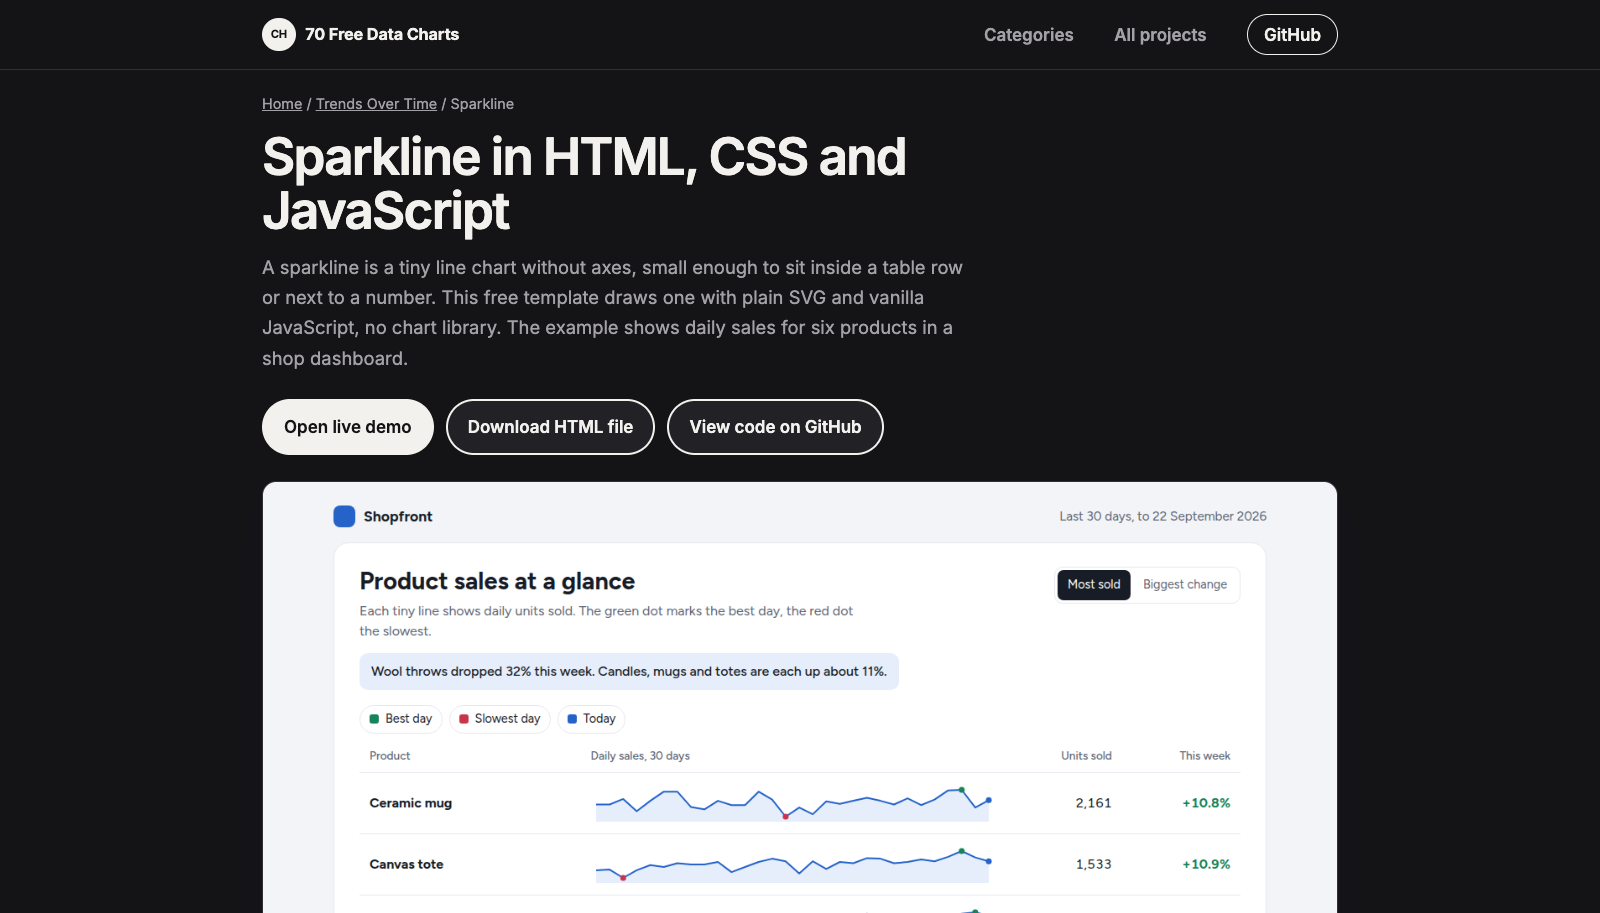 CH 70 Free Data Charts
Categories All projects GitHub
Home / Trends Over Time / Sparkline
Sparkline in HTML, CSS and
JavaScript
A sparkline is a tiny line chart without axes, small enough to sit inside a table row
or next to a number. This free template draws one with plain SVG and vanilla
JavaScript, no chart library. The example shows daily sales for six products in a
shop dashboard.
Open live demo Download HTML file View code on GitHub
Shopfront Last 30 days, to 22 September 2026
Product sales at a glance
Most sold Biggest change
Each tiny line shows daily units sold. The green dot marks the best day, the red dot
the slowest.
Wool throws dropped 32% this week. Candles, mugs and totes are each up about 11%.
Best day Slowest day Today
Product Daily sales, 30 days Units sold This week
Ceramic mug 2,161 +10.8%
Canvas tote 1,533 +10.9%